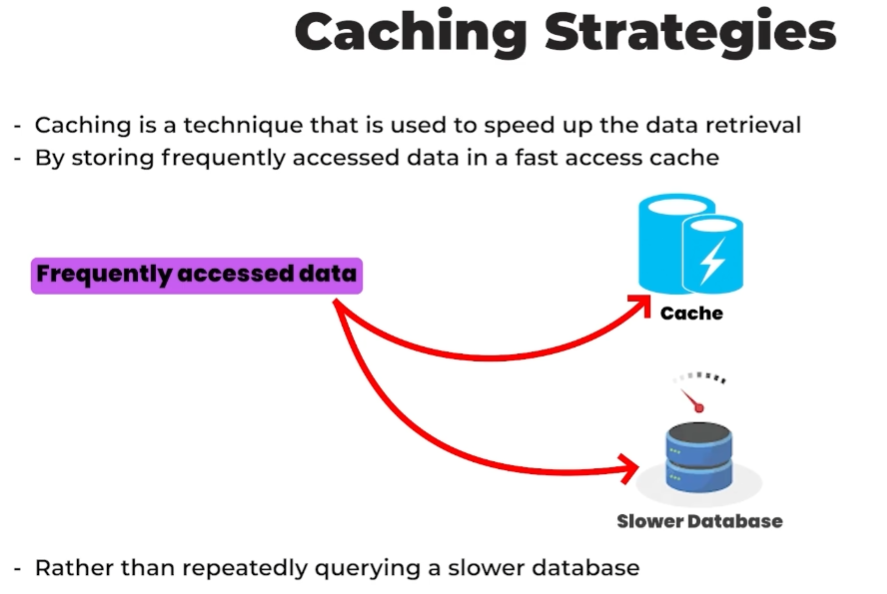 Caching Strategies
- Caching is a technique that is used to speed up the data retrieval
- By storing frequently accessed data in a fast access cache
Frequently accessed data
Cache
Slower Database
- Rather than repeatedly querying a slower database